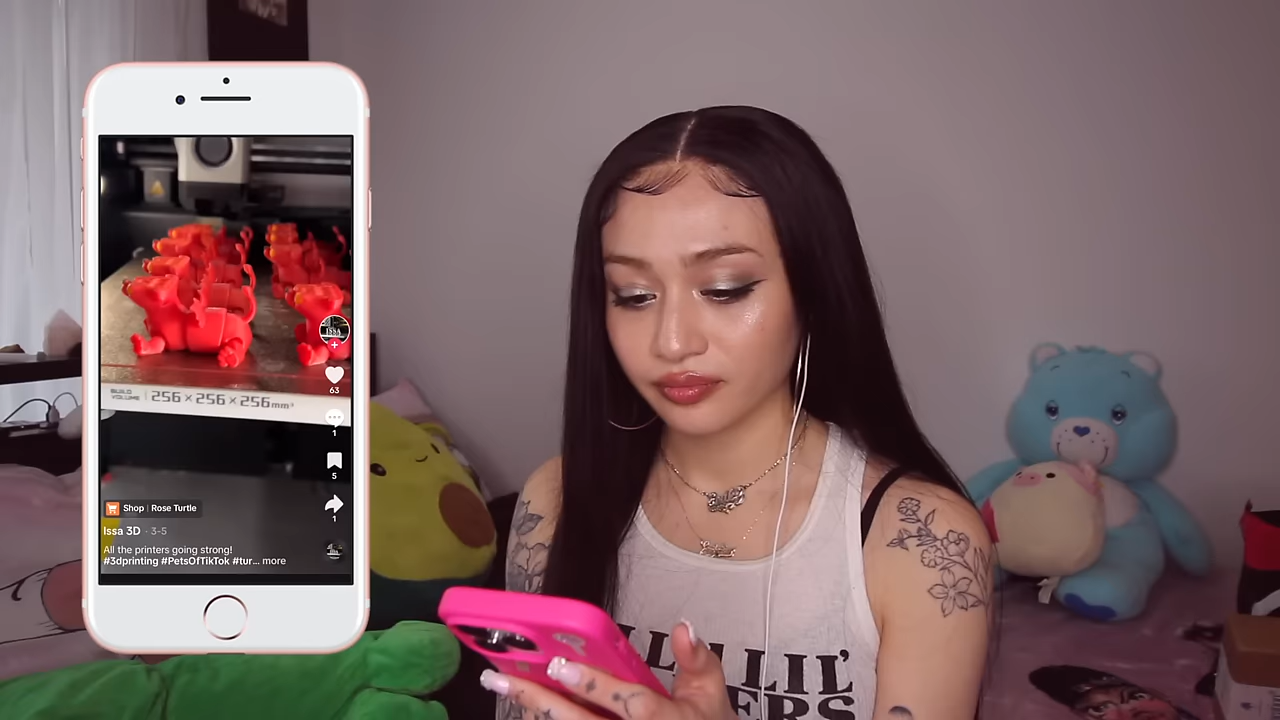 BUILD
VOLUME
256×256×256mm³
ISSA
63
1
5
1
Shop | Rose Turtle
Issa 3D · 3-5
All the printers going strong!
#3dprinting #PetsOfTikTok #tur... more
LIL'
ERS